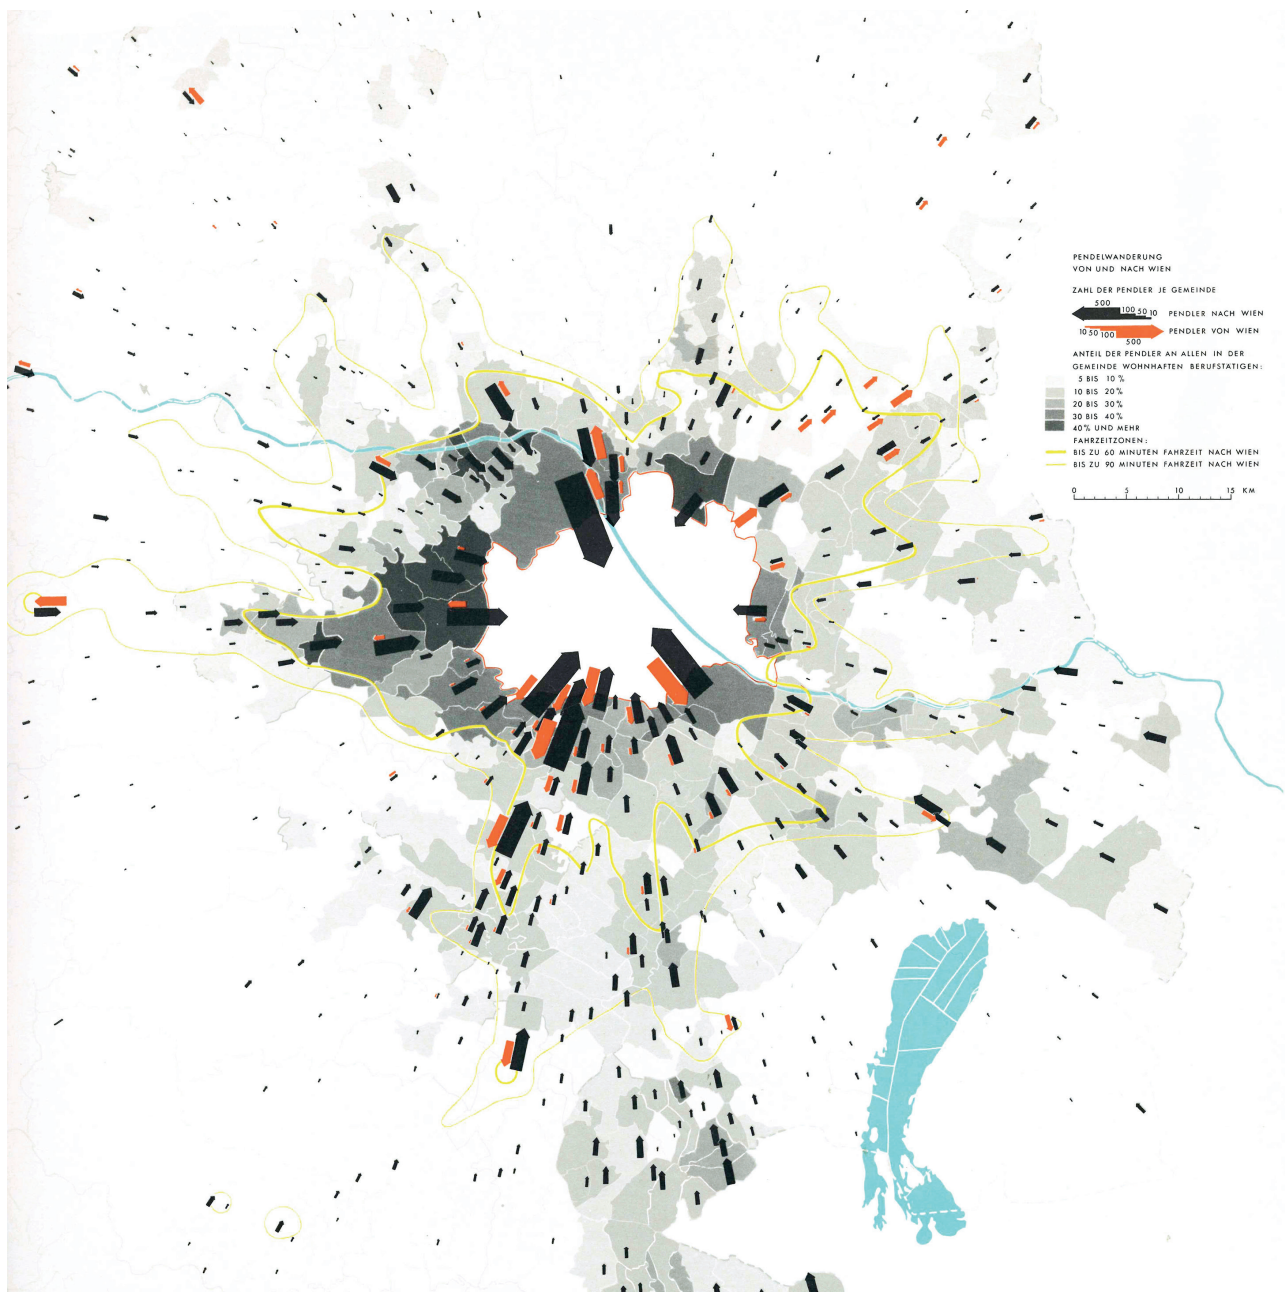 PENDELWANDERUNG
VON UND NACH WIEN
ZAHL DER PENDLER JE GEMEINDE
500
100 50 10 PENDLER NACH WIEN
10 50 100 PENDLER VON WIEN
500
ANTEIL DER PENDLER AN ALLEN IN DER
GEMEINDE WOHNHAFTEN BERUFSTÄTIGEN:
5 BIS 10%
10 BIS 20%
20 BIS 30%
30 BIS 40%
40% UND MEHR
FAHRZEITZONEN:
BIS ZU 60 MINUTEN FAHRZEIT NACH WIEN
BIS ZU 90 MINUTEN FAHRZEIT NACH WIEN
0 5 10 15 KM